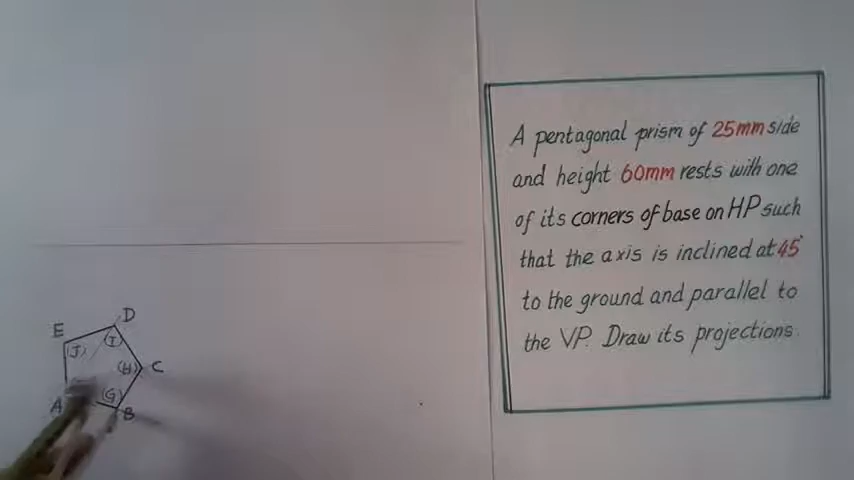 A pentagonal prism of 25mm side
and height 60mm rests with one
of its corners of base on HP such
that the axis is inclined at 45°
to the ground and parallel to
the VP. Draw its projections.
D
E
(I)
(J)
(H) C
(G)
A
B